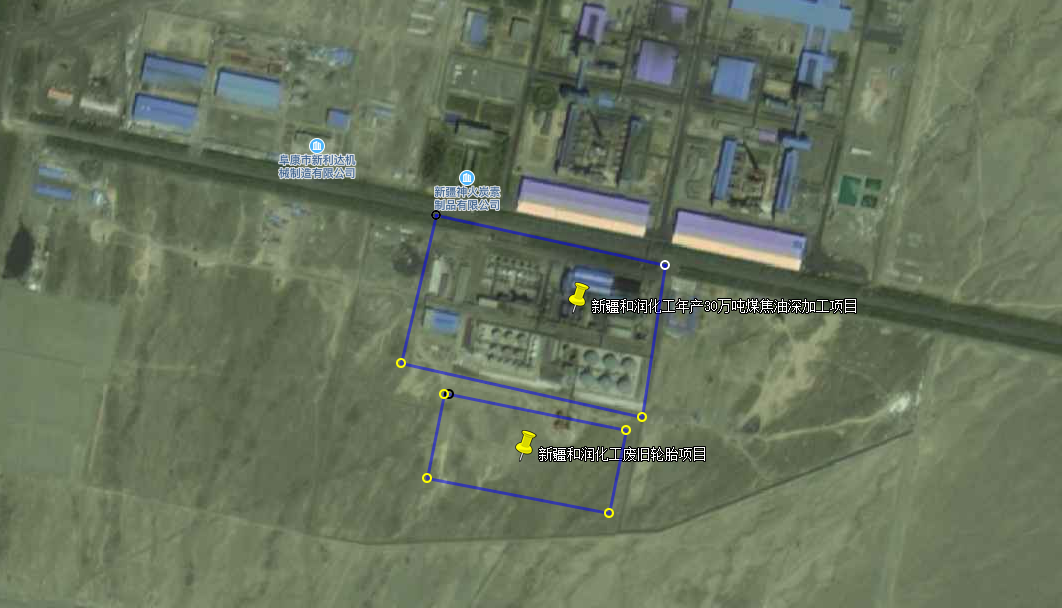 阜康市新利达机
械制造有限公司
新疆神火炭素
制品有限公司
新疆和润化工年产30万吨煤焦油深加工项目
新疆和润化工废旧轮胎项目